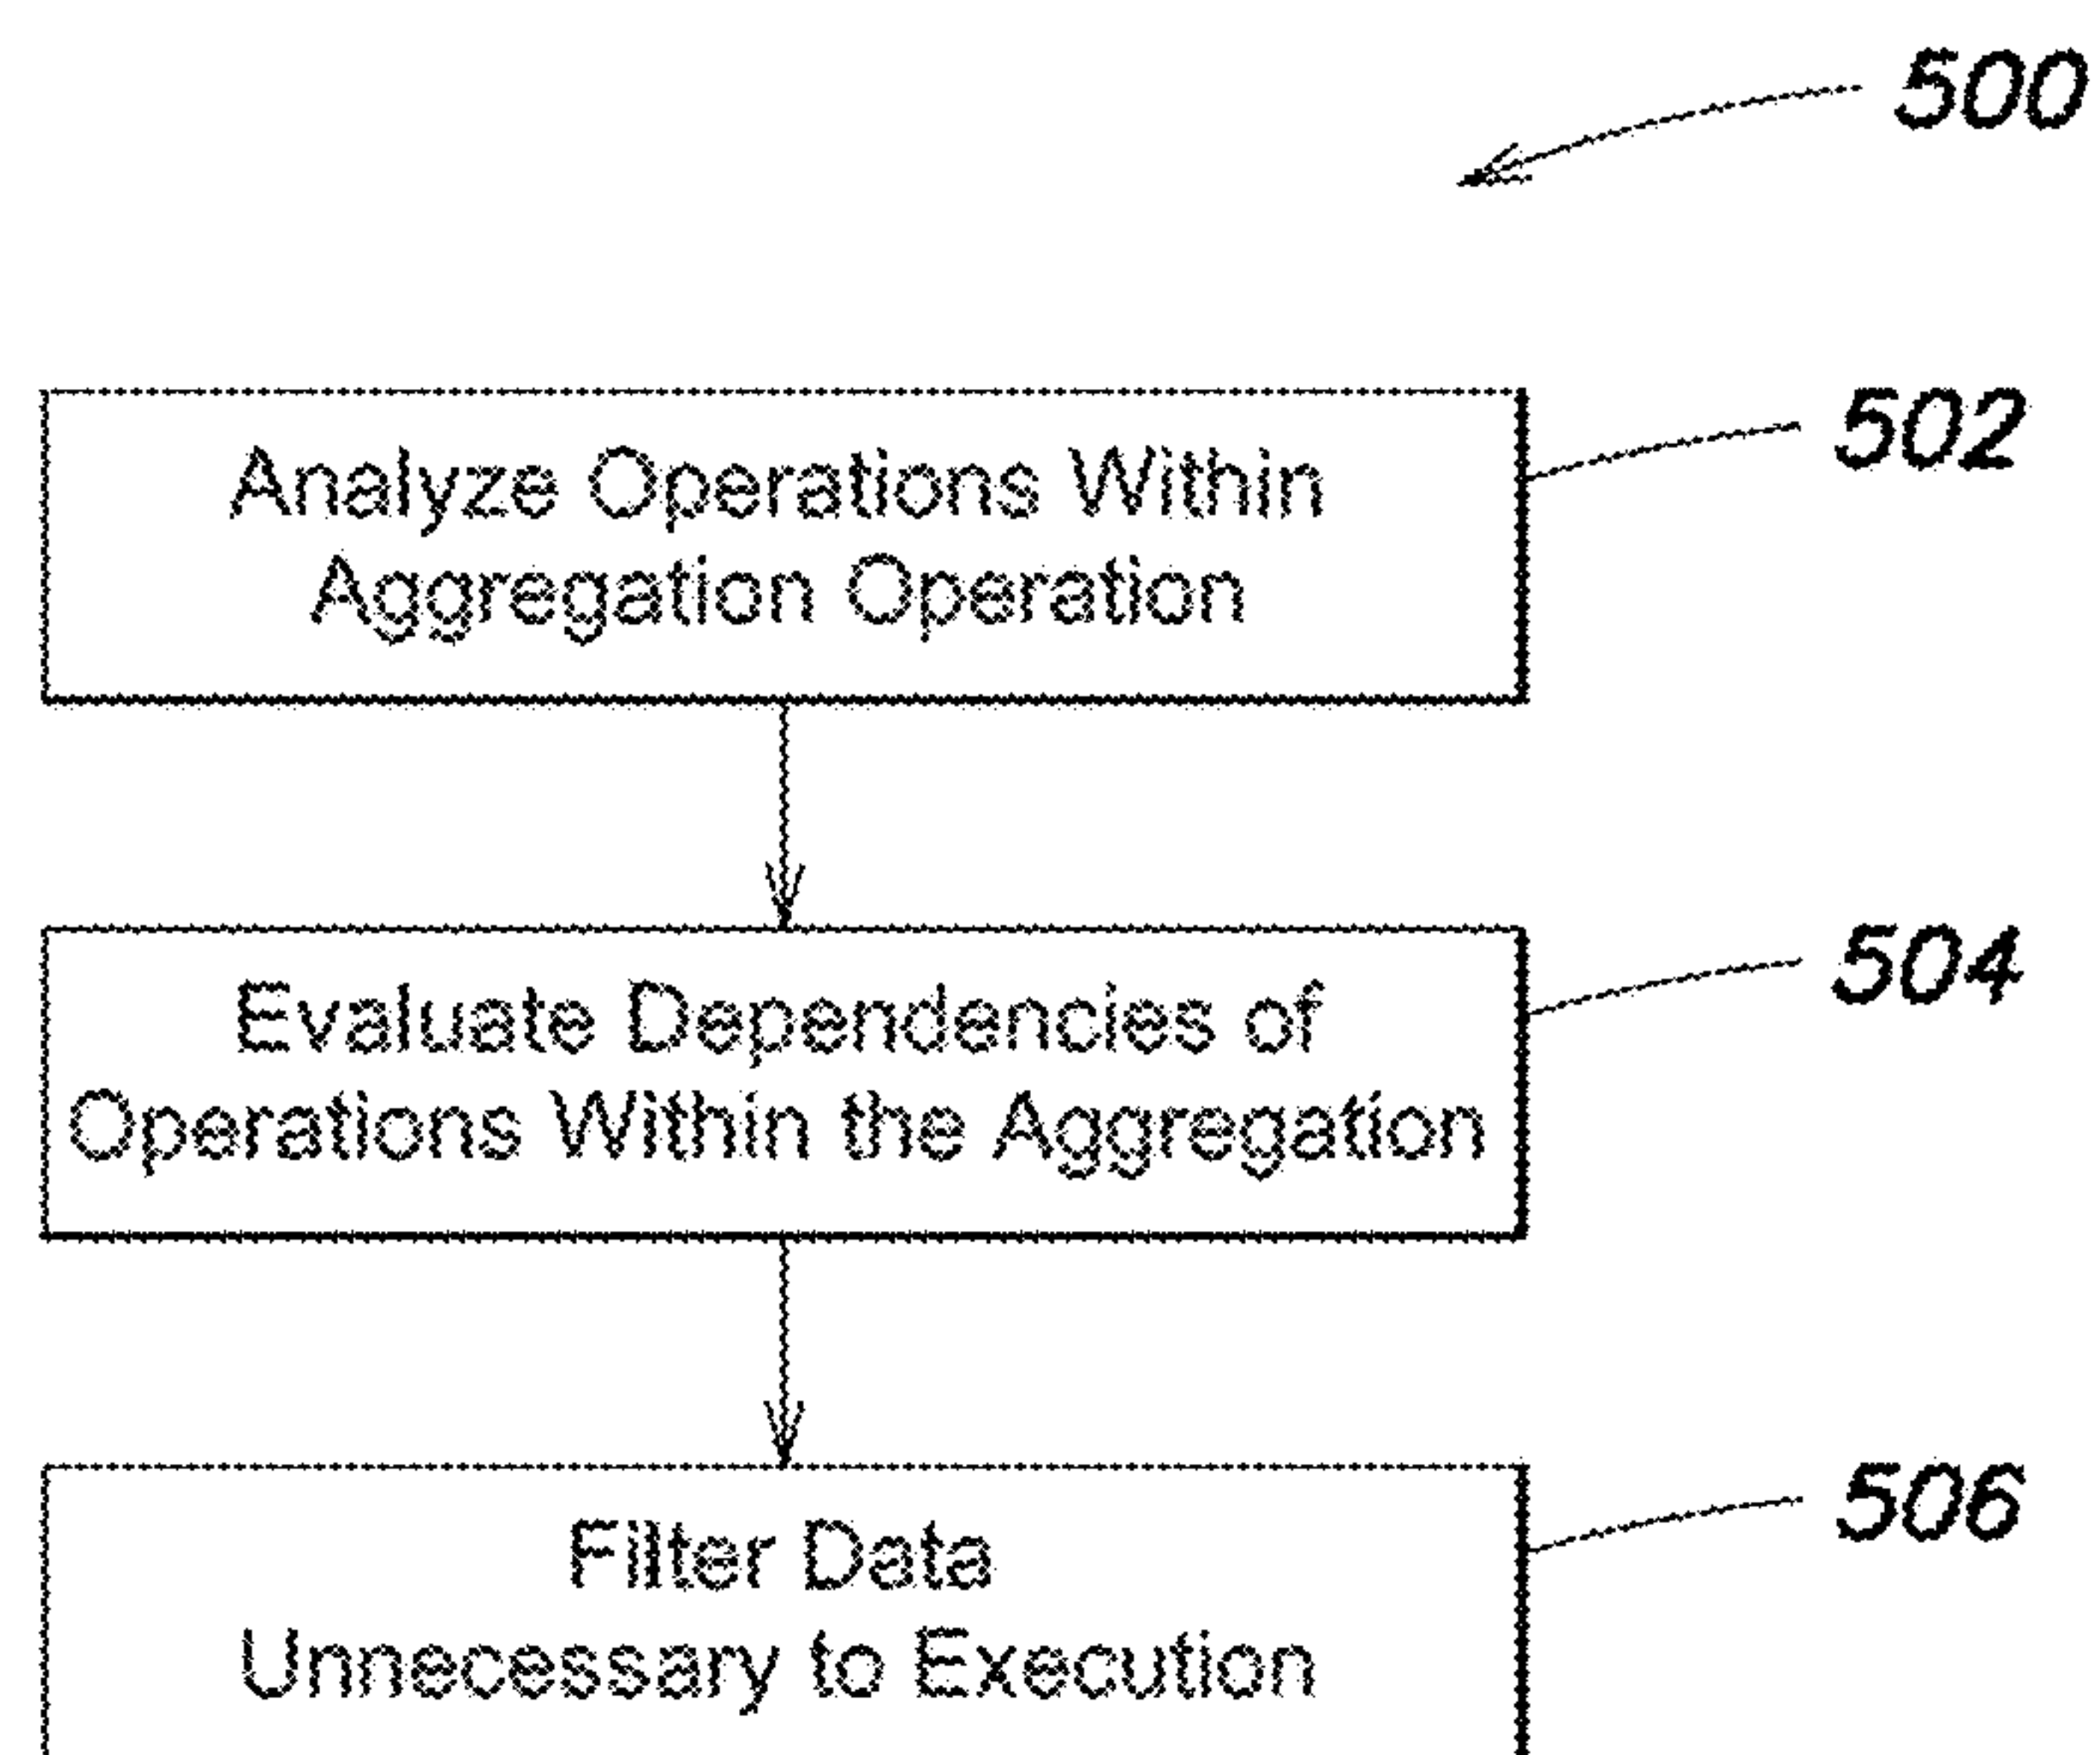 500
502
Analyze Operations Within
Aggregation Operation
504
Evaluate Dependencies of
Operations Within the Aggregation
506
Filter Data
Unnecessary to Execution